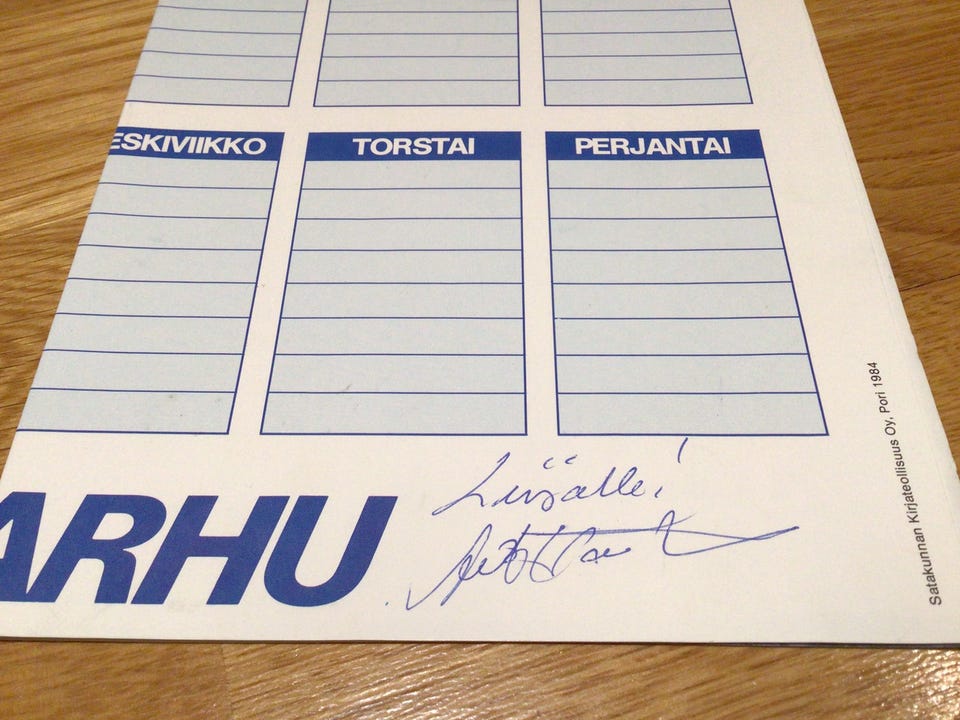 ESKIVIIKKO TORSTAI PERJANTAI
ARHU
Liisalle!
Satakunnan Kirjateollisuus Oy, Pori 1984